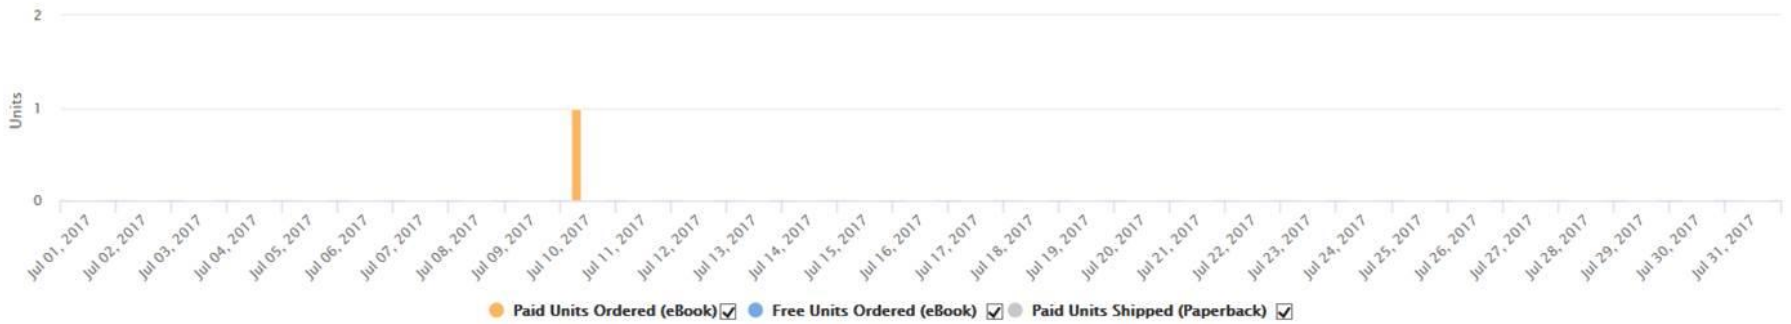 2
Units
1
0
Jul 01, 2017
Jul 02, 2017
Jul 03, 2017
Jul 04, 2017
Jul 05, 2017
Jul 06, 2017
Jul 07, 2017
Jul 08, 2017
Jul 09, 2017
Jul 10, 2017
Jul 11, 2017
Jul 12, 2017
Jul 13, 2017
Jul 14, 2017
Jul 15, 2017
Jul 16, 2017
Jul 17, 2017
Jul 18, 2017
Jul 19, 2017
Jul 20, 2017
Jul 21, 2017
Jul 22, 2017
Jul 23, 2017
Jul 24, 2017
Jul 25, 2017
Jul 26, 2017
Jul 27, 2017
Jul 28, 2017
Jul 29, 2017
Jul 30, 2017
Jul 31, 2017
Paid Units Ordered (eBook) Free Units Ordered (eBook) Paid Units Shipped (Paperback)